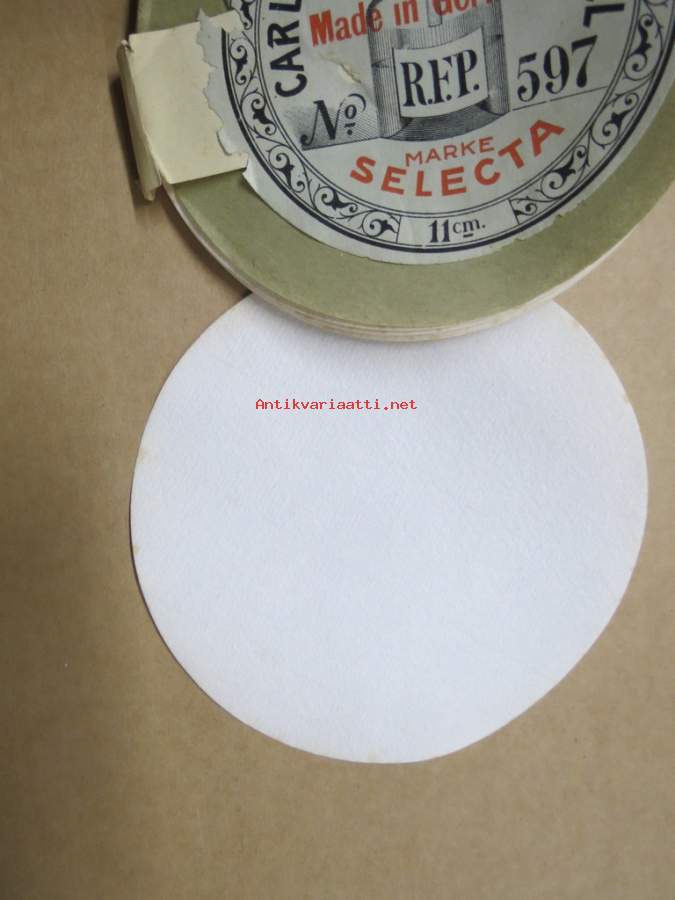 Made in
CARL
R.F.P.
No. 597
MARKE
SELECTA
11cm.
Antikvariaatti.net